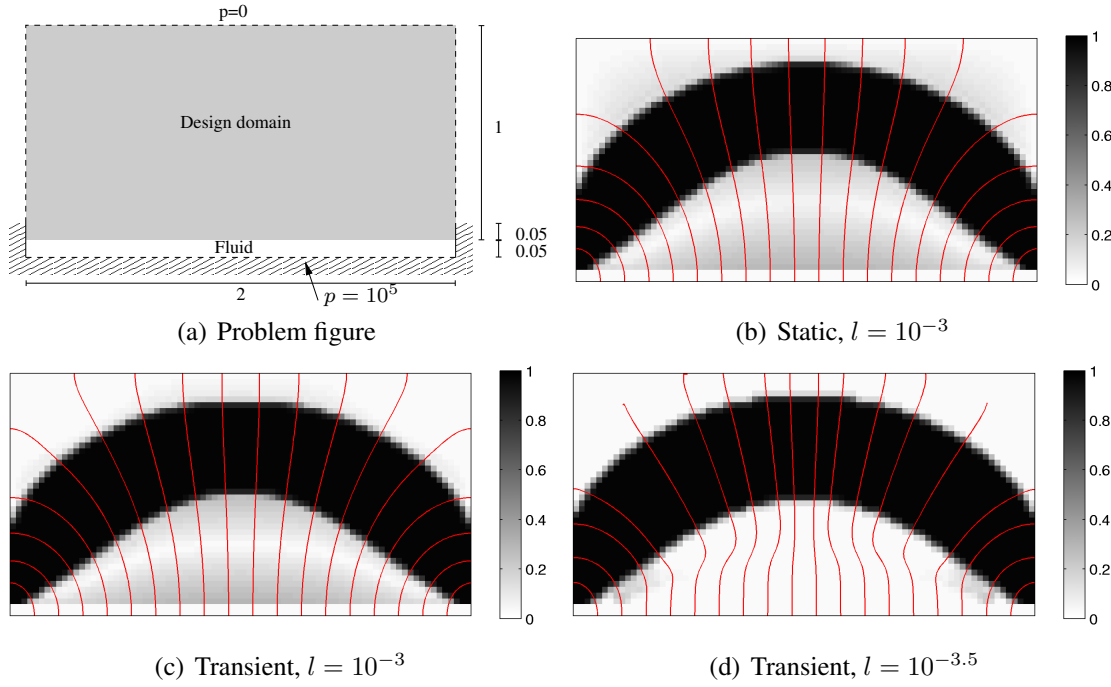 p=0
Design domain
1
0.05
Fluid
0.05
2
p = 10^5
(a) Problem figure
1
0.8
0.6
0.4
0.2
0
(b) Static, l = 10^{-3}
1
0.8
0.6
0.4
0.2
0
(c) Transient, l = 10^{-3}
1
0.8
0.6
0.4
0.2
0
(d) Transient, l = 10^{-3.5}